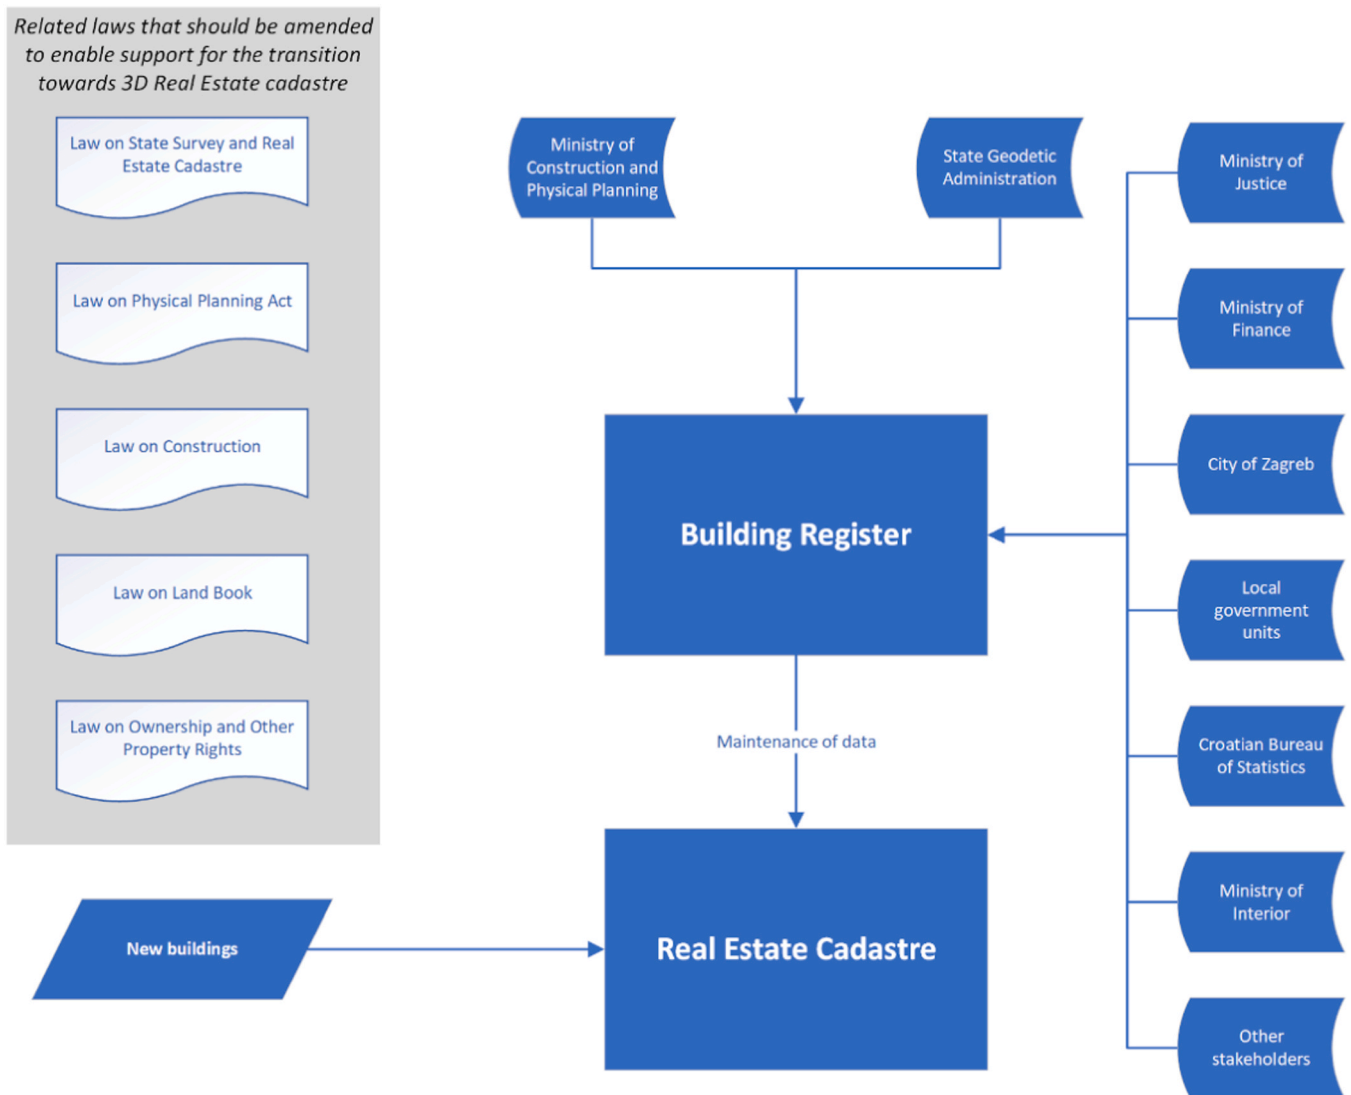 Related laws that should be amended
to enable support for the transition
towards 3D Real Estate cadastre
Law on State Survey and Real
Estate Cadastre
Law on Physical Planning Act
Law on Construction
Law on Land Book
Law on Ownership and Other
Property Rights
New buildings
Ministry of
Construction and
Physical Planning
State Geodetic
Administration
Building Register
Maintenance of data
Real Estate Cadastre
Ministry of
Justice
Ministry of
Finance
City of Zagreb
Local
government
units
Croatian Bureau
of Statistics
Ministry of
Interior
Other
stakeholders